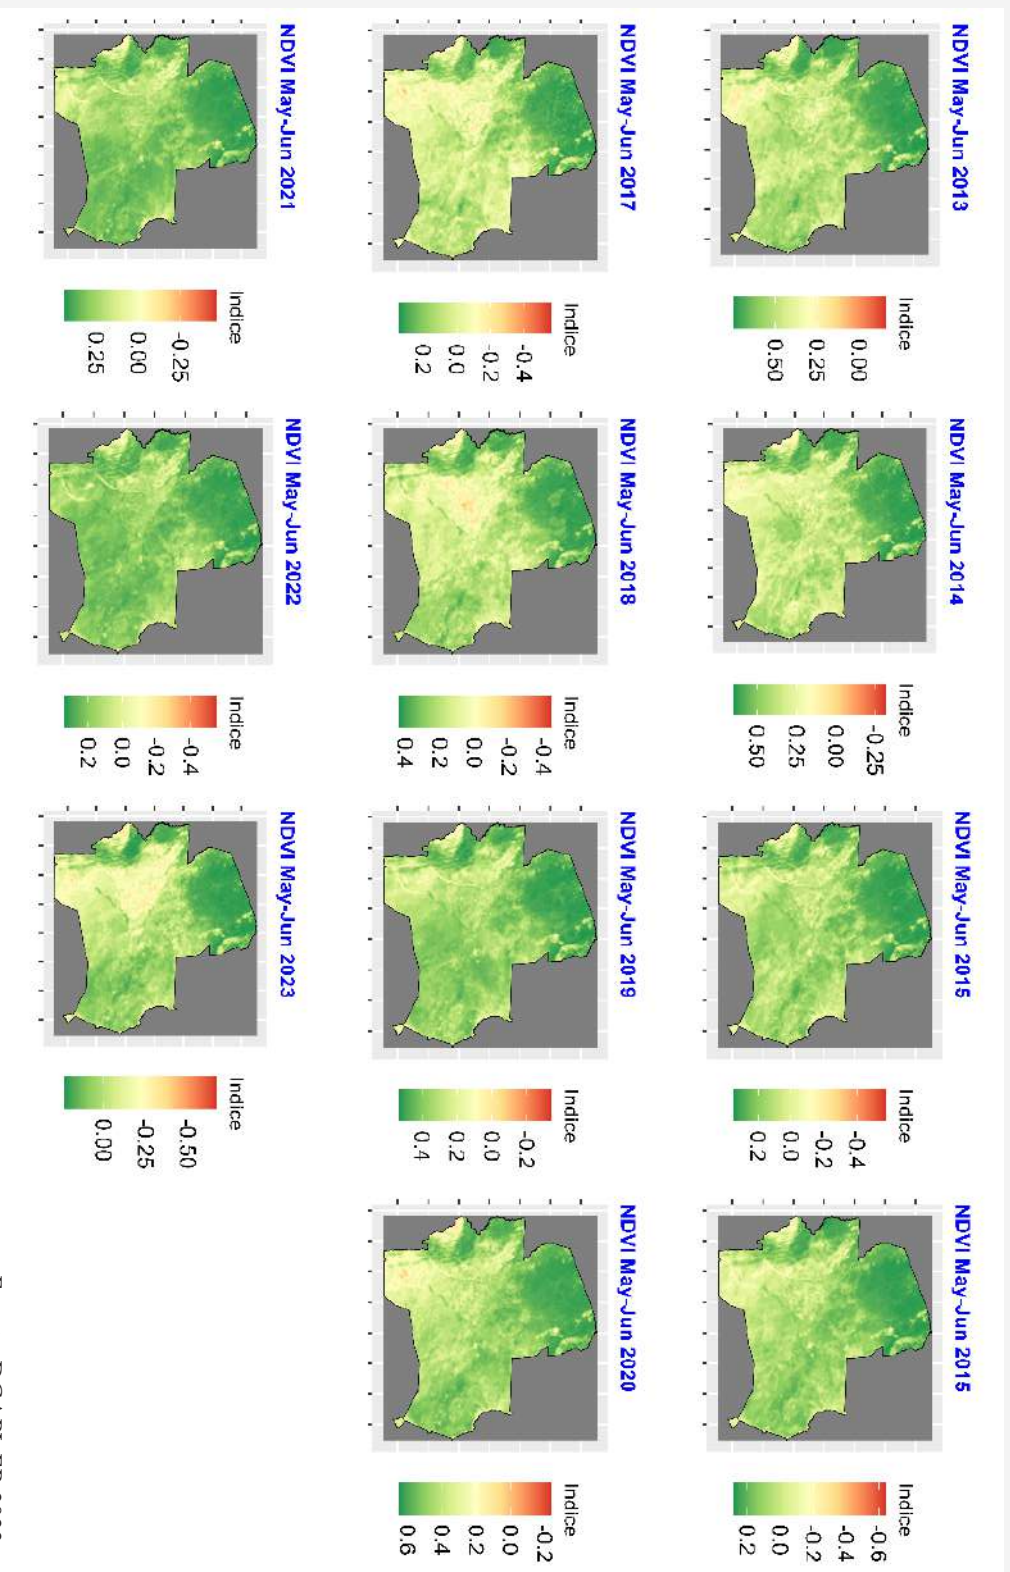 NDVI May-Jun 2013
Indice
0.00
0.25
0.50
NDVI May-Jun 2014
Indice
-0.25
0.00
0.25
0.50
NDVI May-Jun 2015
Indice
-0.4
-0.2
0.0
0.2
NDVI May-Jun 2015
Indice
-0.6
-0.4
-0.2
0.0
0.2
NDVI May-Jun 2017
Indice
-0.4
-0.2
0.0
0.2
NDVI May-Jun 2018
Indice
-0.4
-0.2
0.0
0.2
0.4
NDVI May-Jun 2019
Indice
-0.2
0.0
0.2
0.4
NDVI May-Jun 2020
Indice
-0.2
0.0
0.2
0.4
0.6
NDVI May-Jun 2021
Indice
-0.25
0.00
0.25
NDVI May-Jun 2022
Indice
-0.4
-0.2
0.0
0.2
NDVI May-Jun 2023
Indice
-0.50
-0.25
0.00